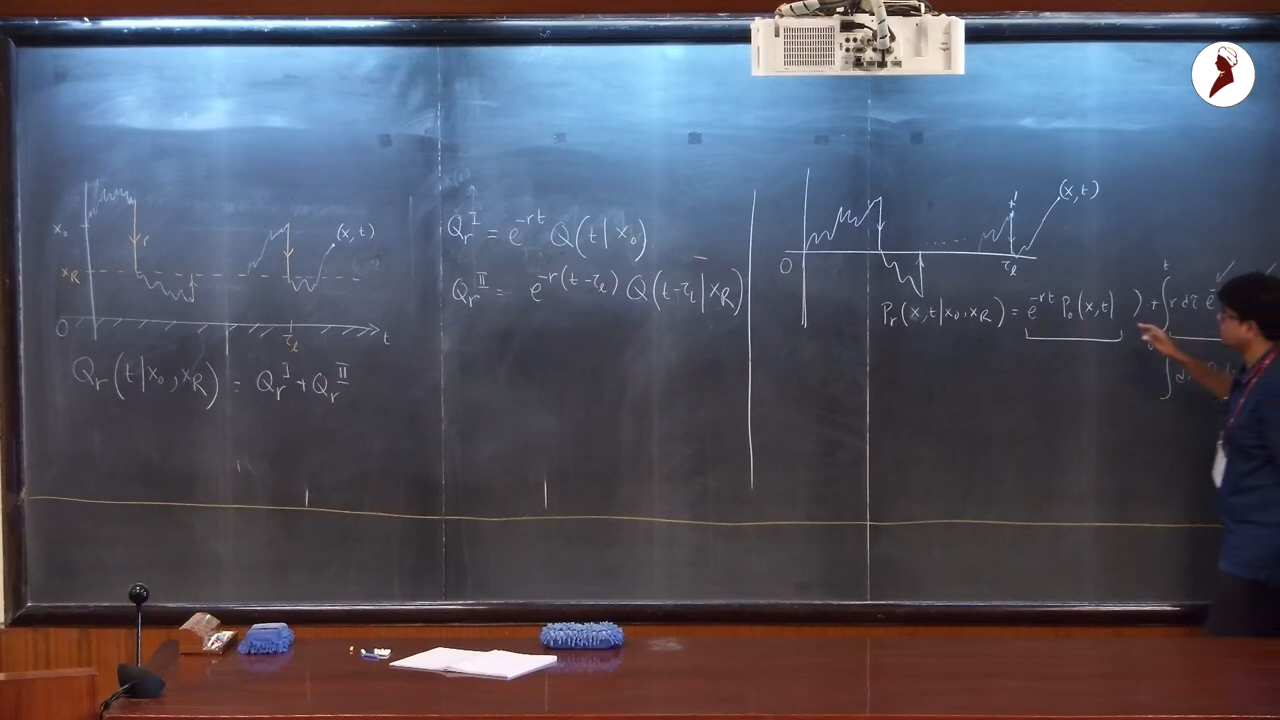 x₀
r
(x,t)
x_R
0
τ_l
t
Q_r(t|x₀,x_R) = Q_r^I + Q_r^II
Q_r^I = e^{-rt} Q(t|x₀)
Q_r^II = e^{-r(t-τ_l)} Q(t-τ_l|x_R)
(x,t)
0
τ_l
P_r(x,t|x₀,x_R) = e^{-rt} P₀(x,t| ) + ∫^t r dτ e
∫ d